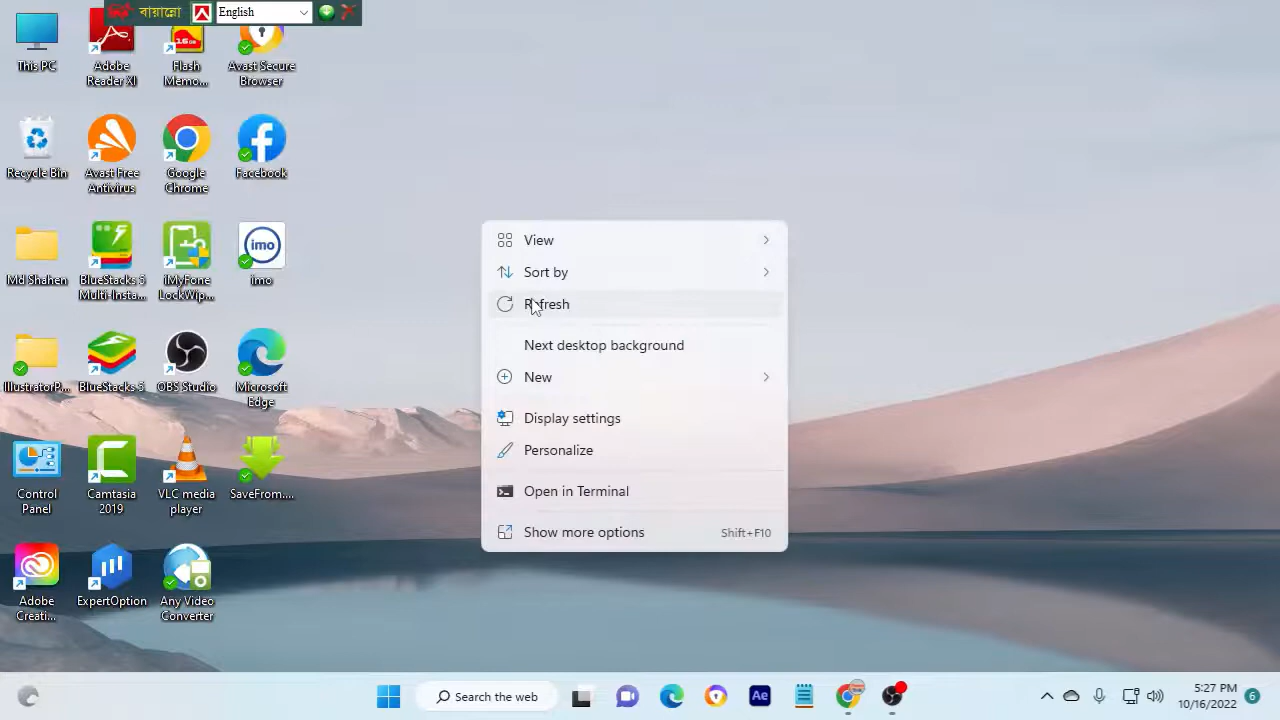 বায়ান্নো
English
This PC
Adobe
Reader XI
16GB
Flash
Memo...
Avast Secure
Browser
Recycle Bin
Avast Free
Antivirus
Google
Chrome
Facebook
Md Shahen
BlueStacks 5
Multi-Insta...
iMyFone
LockWip...
imo
imo
IllustratorP...
BlueStacks 5
OBS Studio
Microsoft
Edge
Control
Panel
Camtasia
2019
VLC media
player
SaveFrom....
Adobe
Creati...
ExpertOption
Any Video
Converter
View
Sort by
Refresh
Next desktop background
New
Display settings
Personalize
Open in Terminal
Show more options Shift+F10
Search the web
Ae
5:27 PM
10/16/2022
6